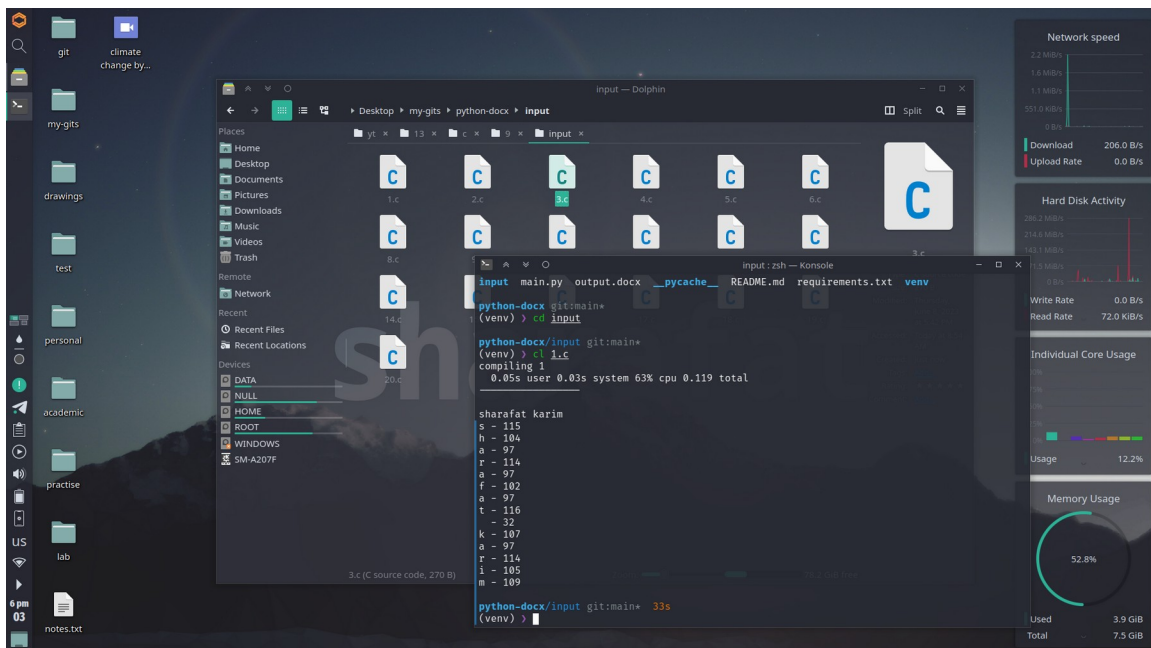 git
climate
change by...
my-gits
drawings
test
personal
academic
practise
lab
notes.txt
US
6 pm
03
input — Dolphin
Desktop my-gits python-docx input
Split
yt 13 c 9 input
Places
Home
Desktop
Documents
Pictures
Downloads
Music
Videos
Trash
Remote
Network
Recent
Recent Files
Recent Locations
Devices
DATA
NULL
HOME
ROOT
WINDOWS
SM-A207F
1.c 2.c 3.c 4.c 5.c 6.c
8.c
14.c
20.c
3.c
3.c (C source code, 270 B)
sh
input : zsh — Konsole
input main.py output.docx __pycache__ README.md requirements.txt venv
python-docx git:main*
(venv) ❯ cd input
python-docx/input git:main*
(venv) ❯ cl 1.c
compiling 1
0.05s user 0.03s system 63% cpu 0.119 total
sharafat karim
s - 115
h - 104
a - 97
r - 114
a - 97
f - 102
a - 97
t - 116
- 32
k - 107
a - 97
r - 114
i - 105
m - 109
python-docx/input git:main* 33s
(venv) ❯
Network speed
2.2 MiB/s
1.6 MiB/s
1.1 MiB/s
551.0 KiB/s
0 B/s
Download 206.0 B/s
Upload Rate 0.0 B/s
Hard Disk Activity
286.2 MiB/s
214.6 MiB/s
143.1 MiB/s
0 B/s
Write Rate 0.0 B/s
Read Rate 72.0 KiB/s
Individual Core Usage
Usage 12.2%
Memory Usage
52.8%
Used 3.9 GiB
Total 7.5 GiB